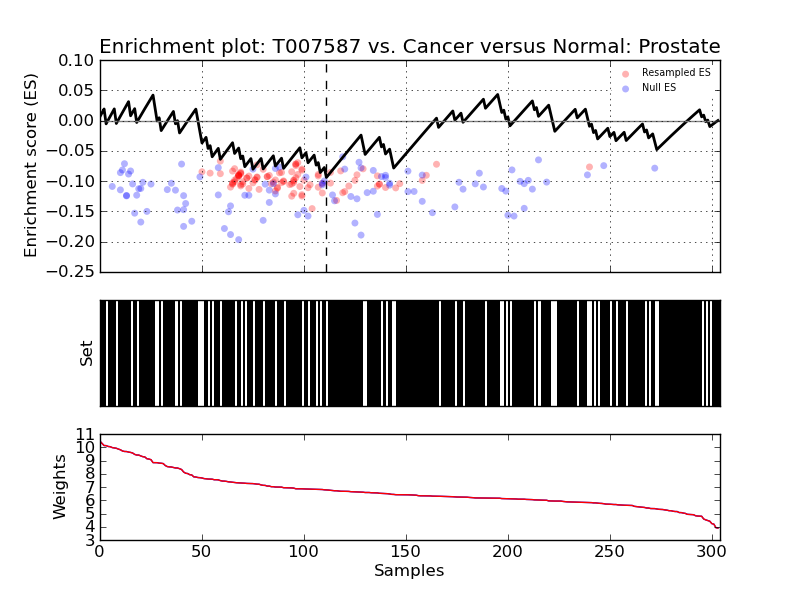 Enrichment plot: T007587 vs. Cancer versus Normal: Prostate
Enrichment score (ES)
0.10
0.05
0.00
−0.05
−0.10
−0.15
−0.20
−0.25
Resampled ES
Null ES
Set
Weights
11
10
9
8
7
6
5
4
3
0 50 100 150 200 250 300
Samples